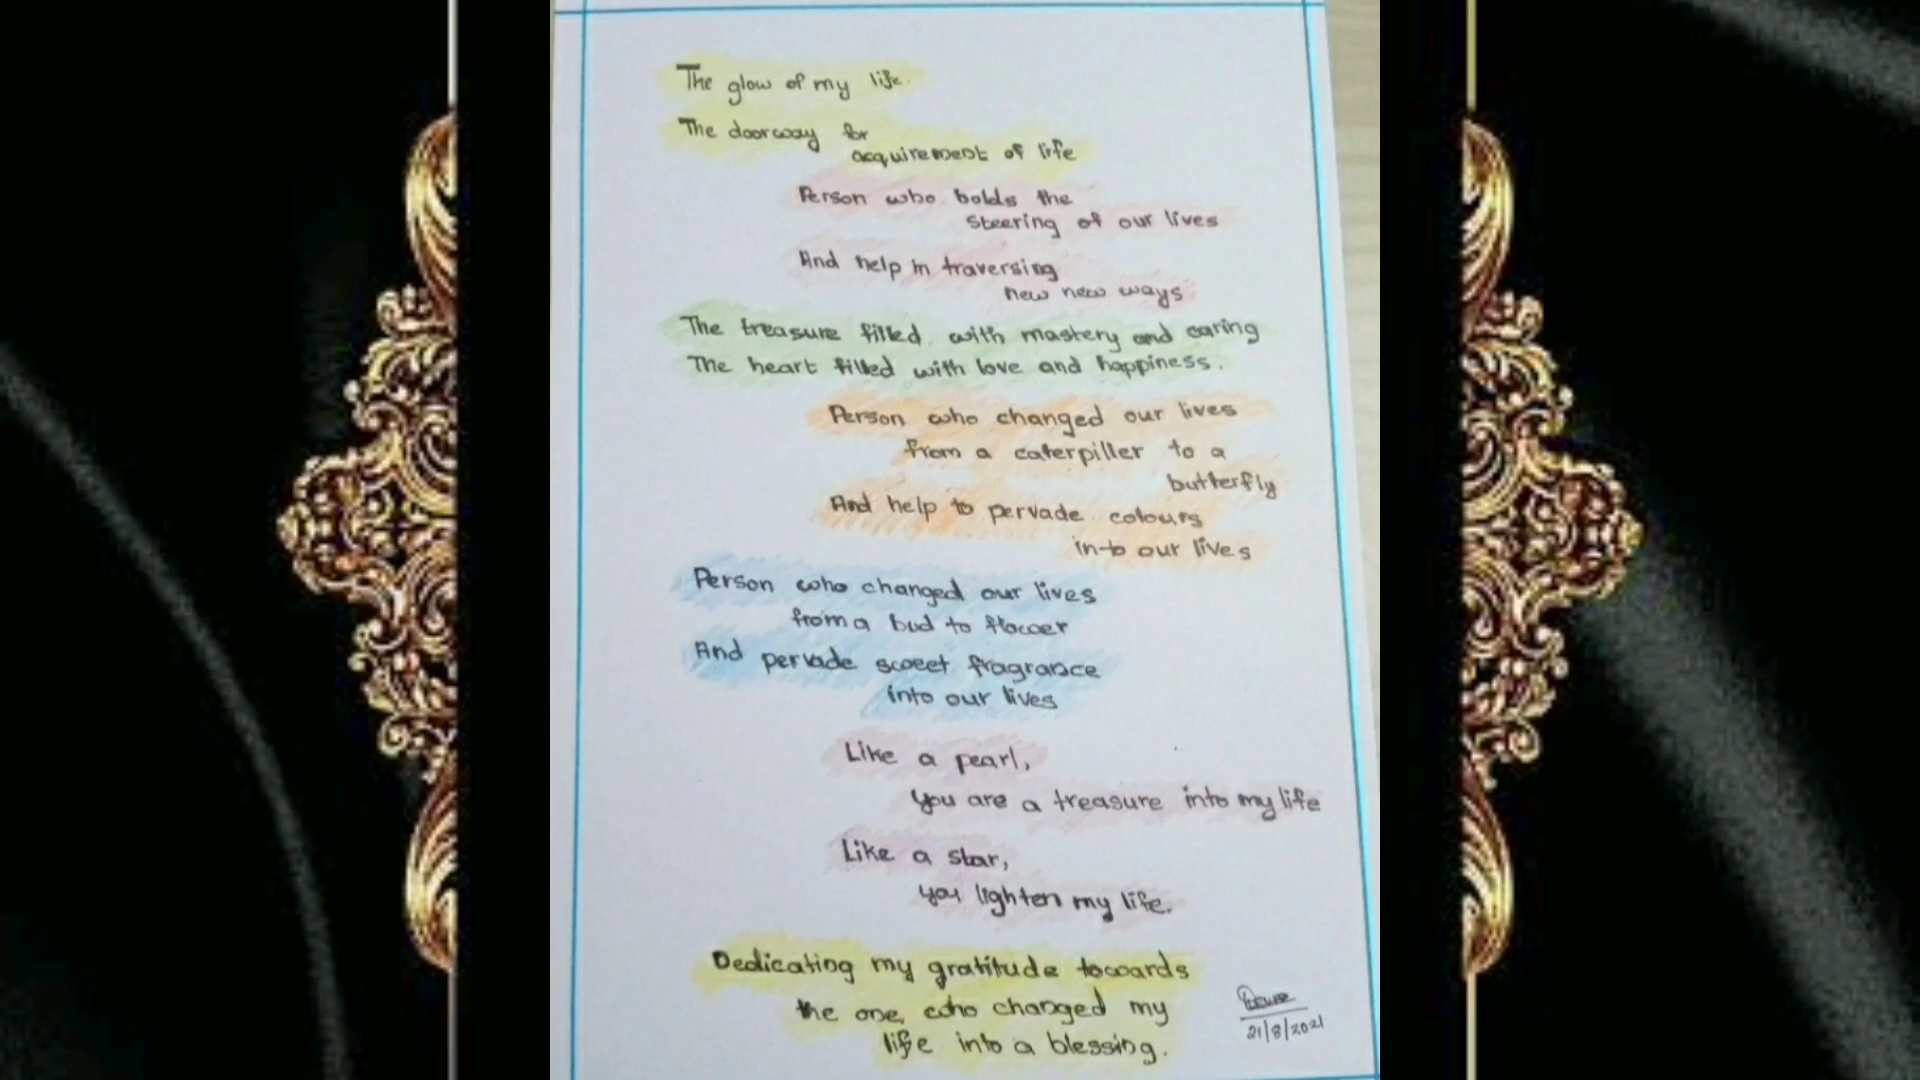 The glow of my life.
The doorway for
acquirement of life
Person who holds the
steering of our lives
And help in traversing
new new ways
The treasure filled with mastery and caring
The heart filled with love and happiness.
Person who changed our lives
from a caterpiller to a
butterfly
And help to pervade colours
into our lives
Person who changed our lives
from a bud to flower
And pervade sweet fragrance
into our lives
Like a pearl,
you are a treasure into my life
Like a star,
you lighten my life.
Dedicating my gratitude towards
the one who changed my
life into a blessing.
21/8/2021